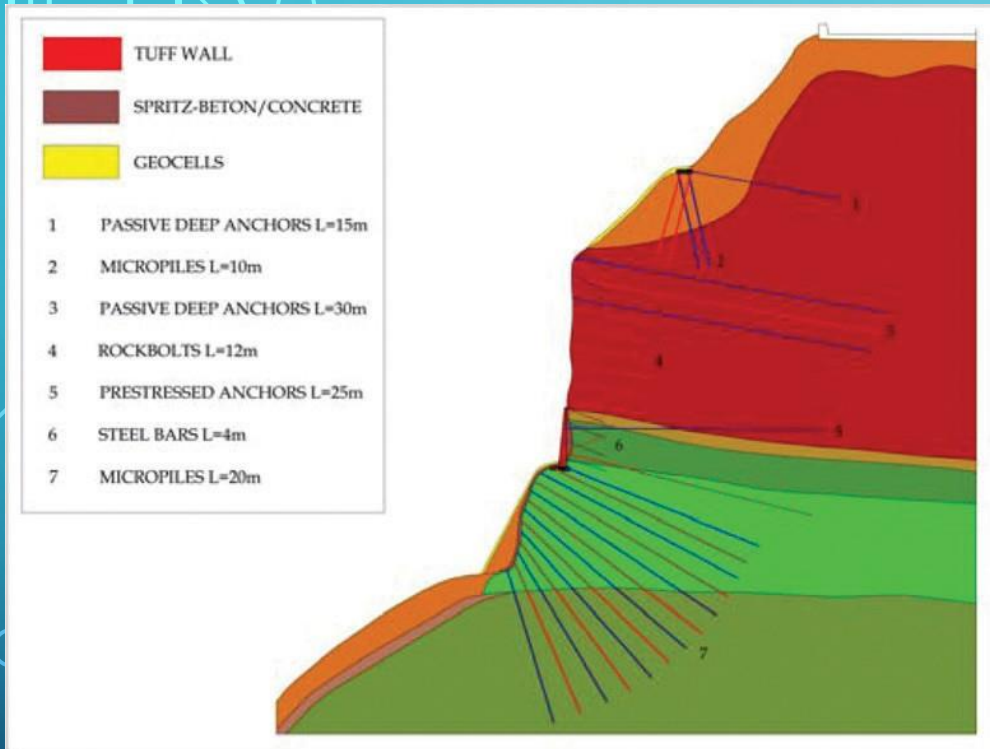 TUFF WALL
SPRITZ-BETON/CONCRETE
GEOCELLS
1 PASSIVE DEEP ANCHORS L=15m
2 MICROPILES L=10m
3 PASSIVE DEEP ANCHORS L=30m
4 ROCKBOLTS L=12m
5 PRESTRESSED ANCHORS L=25m
6 STEEL BARS L=4m
7 MICROPILES L=20m
1
2
3
4
5
6
7